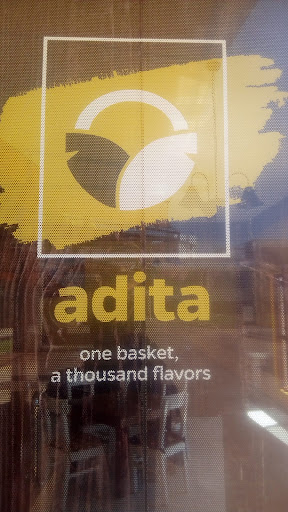 adita
one basket,
a thousand flavors